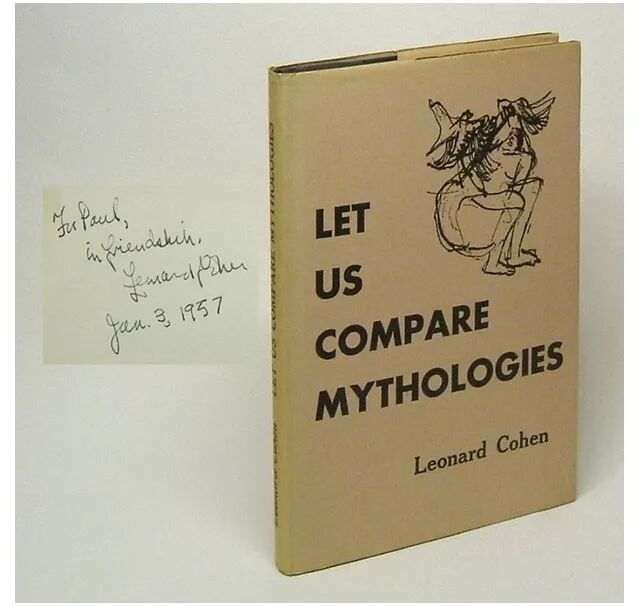 For Paul,
in friendship,
Leonard Cohen
Jan. 3, 1957
LET US COMPARE MYTHOLOGIES
Leonard Cohen
LET
US
COMPARE
MYTHOLOGIES
Leonard Cohen